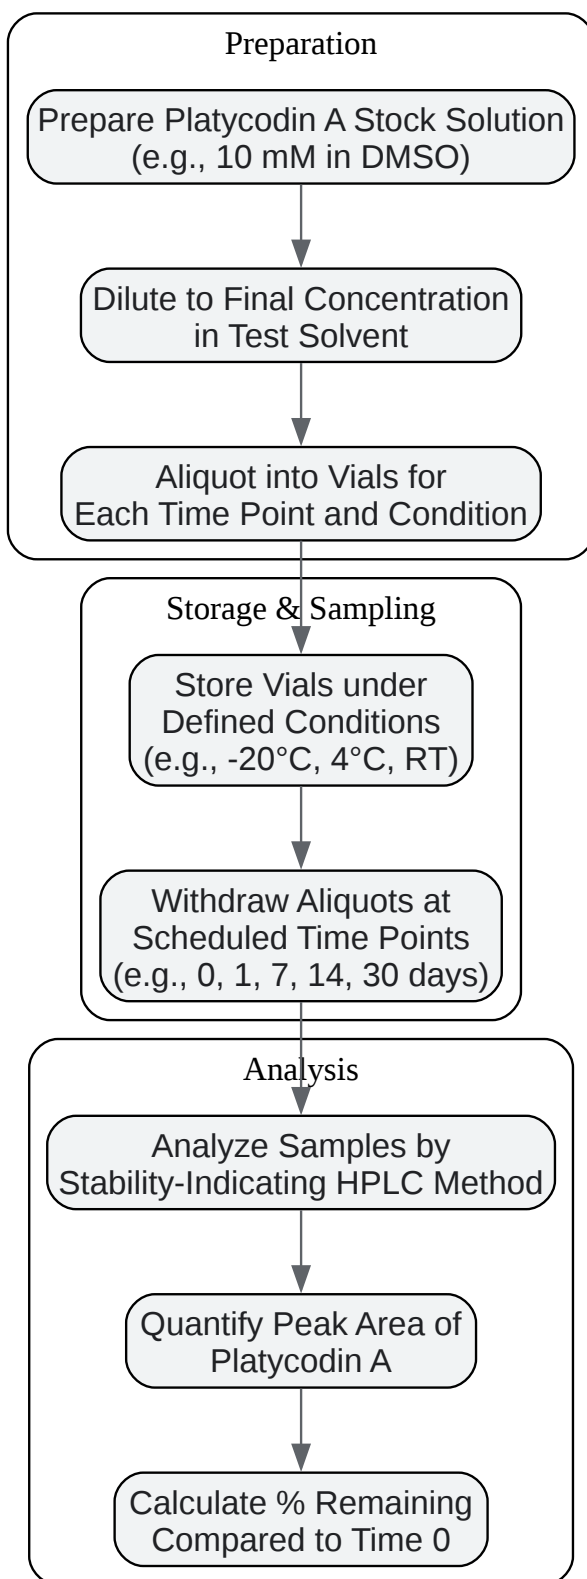 Preparation
Prepare Platycodin A Stock Solution
(e.g., 10 mM in DMSO)
Dilute to Final Concentration
in Test Solvent
Aliquot into Vials for
Each Time Point and Condition
Storage & Sampling
Store Vials under
Defined Conditions
(e.g., -20°C, 4°C, RT)
Withdraw Aliquots at
Scheduled Time Points
(e.g., 0, 1, 7, 14, 30 days)
Analysis
Analyze Samples by
Stability-Indicating HPLC Method
Quantify Peak Area of
Platycodin A
Calculate % Remaining
Compared to Time 0